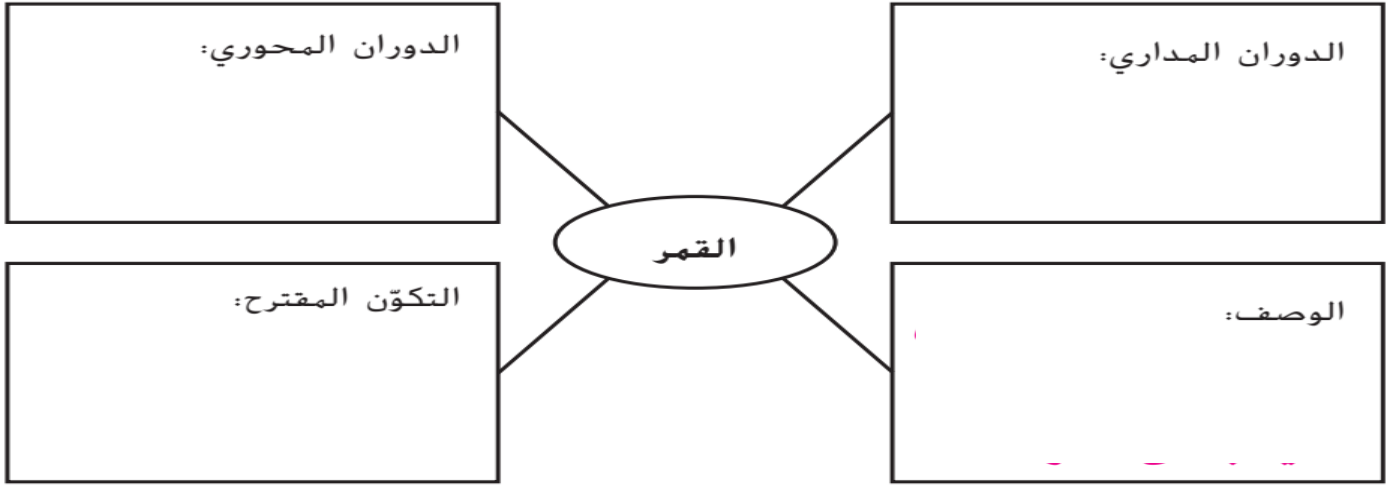 الدوران المداري:
الدوران المحوري:
القمر
الوصف:
التكوّن المقترح: